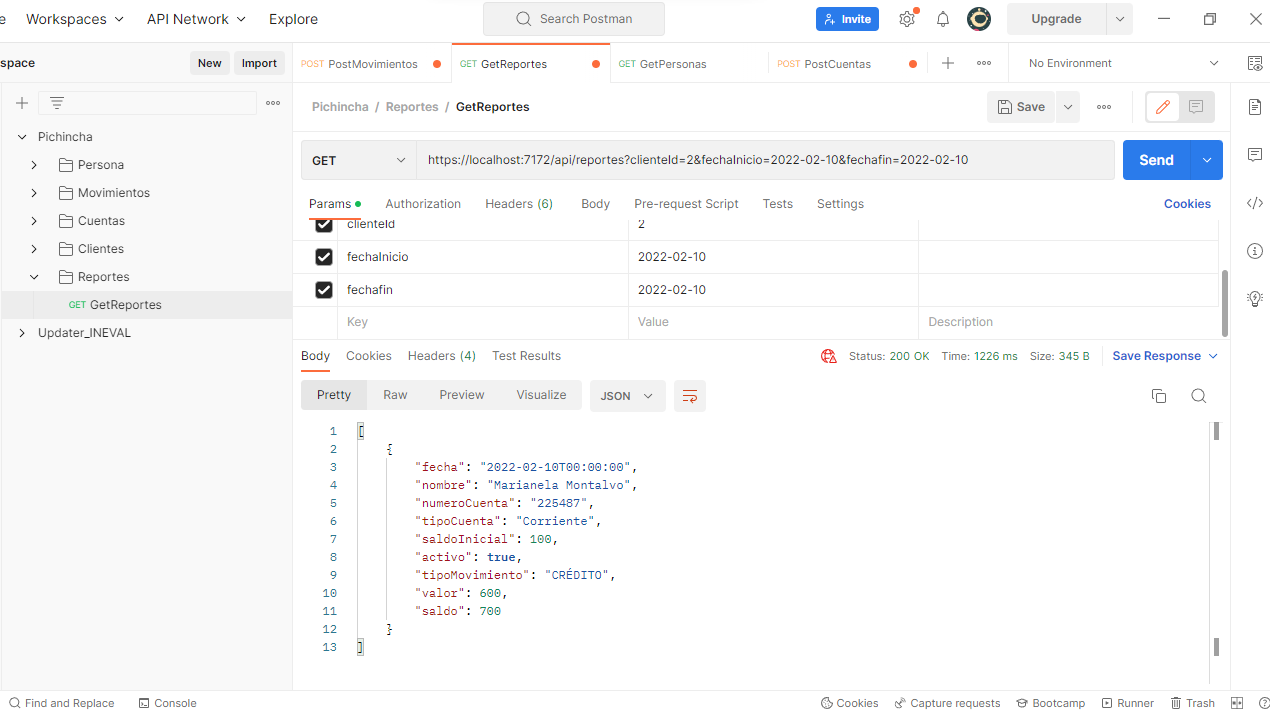 e Workspaces API Network Explore Search Postman Invite Upgrade
space New Import POST PostMovimientos GET GetReportes GET GetPersonas POST PostCuentas No Environment
Pichincha / Reportes / GetReportes Save
Pichincha
Persona
Movimientos
Cuentas
Clientes
Reportes
GET GetReportes
Updater_INEVAL
GET https://localhost:7172/api/reportes?clienteId=2&fechaInicio=2022-02-10&fechafin=2022-02-10 Send
Params Authorization Headers (6) Body Pre-request Script Tests Settings Cookies
clienteId 2
fechaInicio 2022-02-10
fechafin 2022-02-10
Key Value Description
Body Cookies Headers (4) Test Results Status: 200 OK Time: 1226 ms Size: 345 B Save Response
Pretty Raw Preview Visualize JSON
1 [
2 {
3 "fecha": "2022-02-10T00:00:00",
4 "nombre": "Marianela Montalvo",
5 "numeroCuenta": "225487",
6 "tipoCuenta": "Corriente",
7 "saldoInicial": 100,
8 "activo": true,
9 "tipoMovimiento": "CRÉDITO",
10 "valor": 600,
11 "saldo": 700
12 }
13 ]
Find and Replace Console Cookies Capture requests Bootcamp Runner Trash